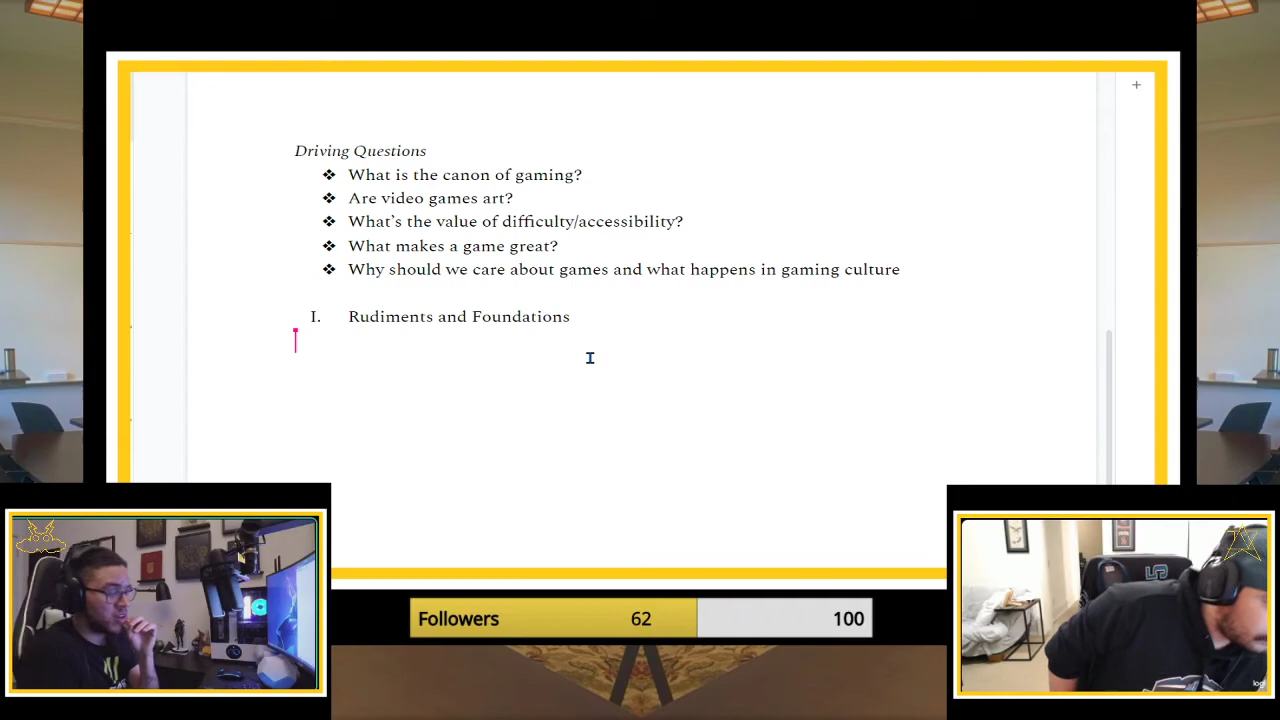 Driving Questions
❖ What is the canon of gaming?
❖ Are video games art?
❖ What's the value of difficulty/accessibility?
❖ What makes a game great?
❖ Why should we care about games and what happens in gaming culture
I. Rudiments and Foundations
Followers 62 100
logi